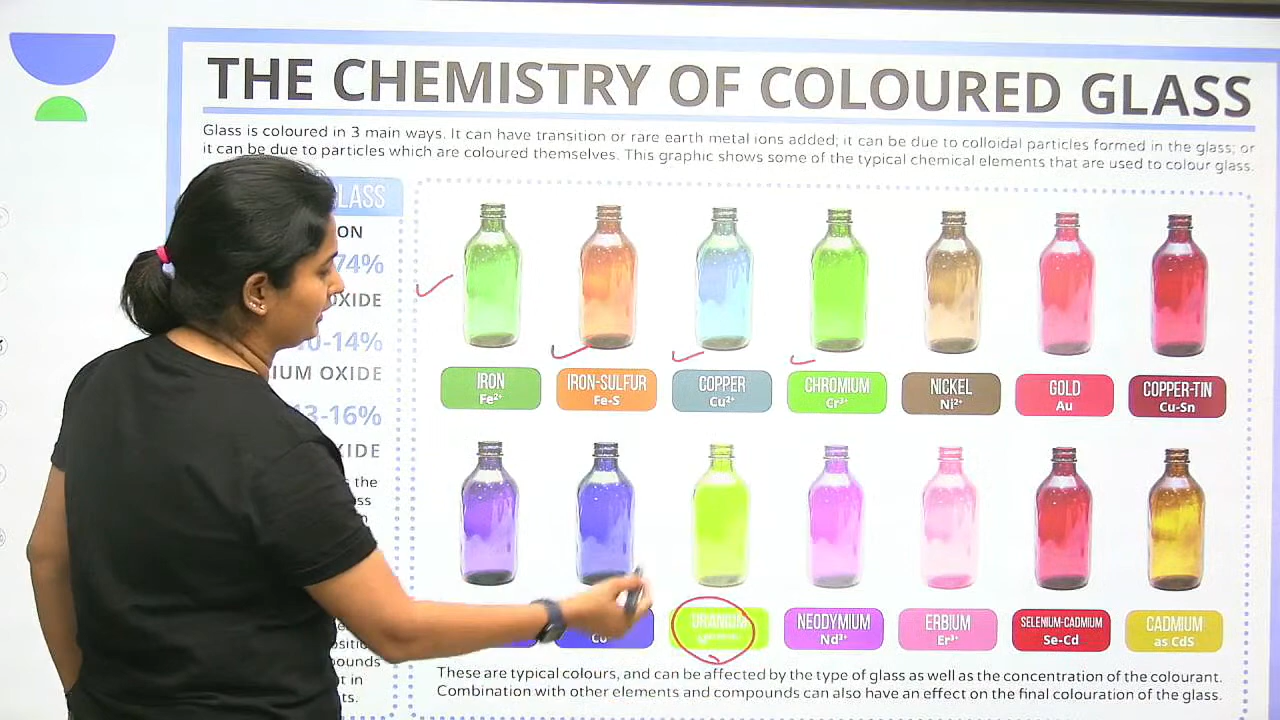 THE CHEMISTRY OF COLOURED GLASS
Glass is coloured in 3 main ways. It can have transition or rare earth metal ions added; it can be due to colloidal particles formed in the glass; or
it can be due to particles which are coloured themselves. This graphic shows some of the typical chemical elements that are used to colour glass.
LASS
ON
74%
OXIDE
0-14%
IUM OXIDE
13-16%
XIDE
the
ass
IRON
Fe²⁺
IRON-SULFUR
Fe-S
COPPER
Cu²⁺
CHROMIUM
Cr³⁺
NICKEL
Ni²⁺
GOLD
Au
COPPER-TIN
Cu-Sn
Co
URANIUM
NEODYMIUM
Nd³⁺
ERBIUM
Er³⁺
SELENIUM-CADMIUM
Se-Cd
CADMIUM
as CdS
positio
pounds
t in
ts.
These are typical colours, and can be affected by the type of glass as well as the concentration of the colourant.
Combination with other elements and compounds can also have an effect on the final colouration of the glass.